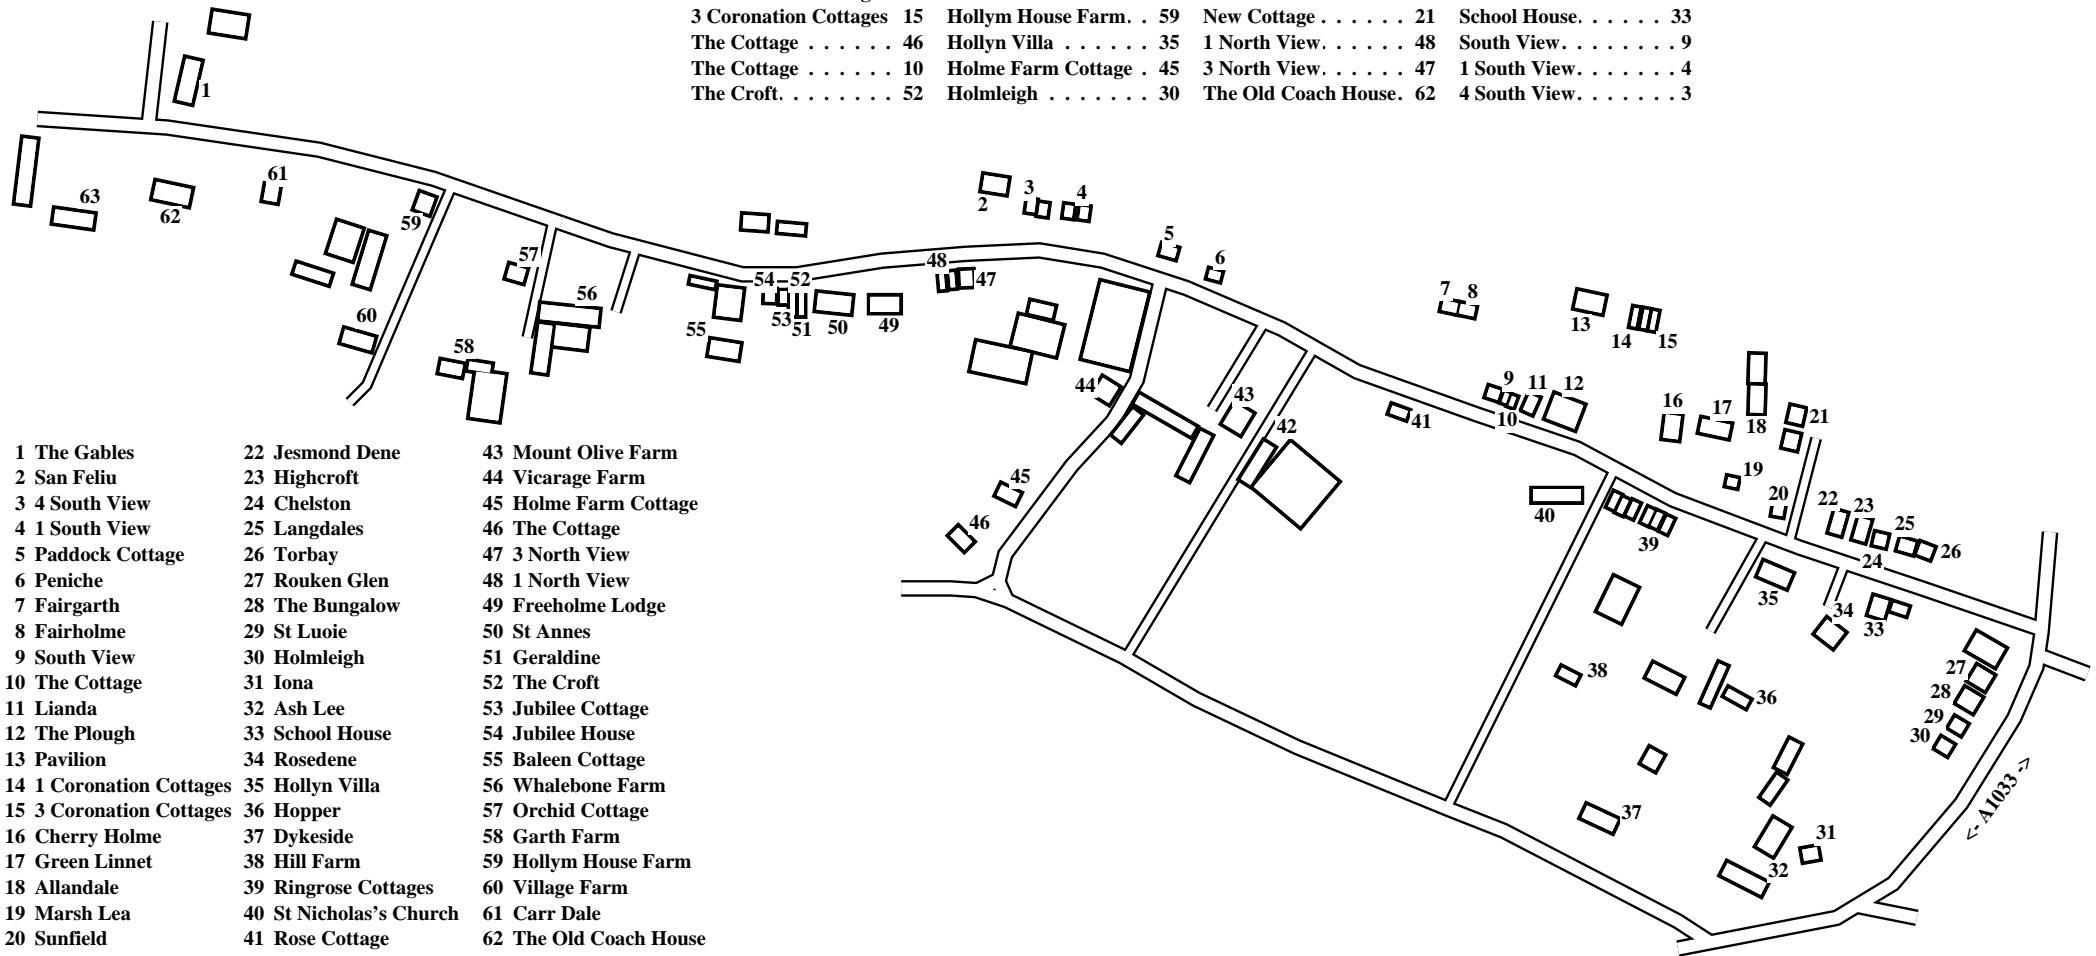 3 Coronation Cottages 15 Hollym House Farm. . 59 New Cottage . . . . . . 21 School House. . . . . . 33
The Cottage . . . . . . 46 Hollyn Villa . . . . . . 35 1 North View. . . . . . 48 South View. . . . . . . . 9
The Cottage . . . . . . 10 Holme Farm Cottage . 45 3 North View. . . . . . 47 1 South View. . . . . . . 4
The Croft. . . . . . . . 52 Holmleigh . . . . . . . 30 The Old Coach House. 62 4 South View. . . . . . . 3
1
63
62
61
59
60
57
56
58
54
52
53
51
55
50
49
48
47
2
3
4
5
6
7
8
13
14
15
9
10
11
12
16
17
18
21
19
20
22
23
24
25
26
41
42
43
44
45
46
40
39
35
34
33
27
28
29
30
38
36
37
31
32
<- A1033 ->
1 The Gables 22 Jesmond Dene 43 Mount Olive Farm
2 San Feliu 23 Highcroft 44 Vicarage Farm
3 4 South View 24 Chelston 45 Holme Farm Cottage
4 1 South View 25 Langdales 46 The Cottage
5 Paddock Cottage 26 Torbay 47 3 North View
6 Peniche 27 Rouken Glen 48 1 North View
7 Fairgarth 28 The Bungalow 49 Freeholme Lodge
8 Fairholme 29 St Luoie 50 St Annes
9 South View 30 Holmleigh 51 Geraldine
10 The Cottage 31 Iona 52 The Croft
11 Lianda 32 Ash Lee 53 Jubilee Cottage
12 The Plough 33 School House 54 Jubilee House
13 Pavilion 34 Rosedene 55 Baleen Cottage
14 1 Coronation Cottages 35 Hollyn Villa 56 Whalebone Farm
15 3 Coronation Cottages 36 Hopper 57 Orchid Cottage
16 Cherry Holme 37 Dykeside 58 Garth Farm
17 Green Linnet 38 Hill Farm 59 Hollym House Farm
18 Allandale 39 Ringrose Cottages 60 Village Farm
19 Marsh Lea 40 St Nicholas's Church 61 Carr Dale
20 Sunfield 41 Rose Cottage 62 The Old Coach House